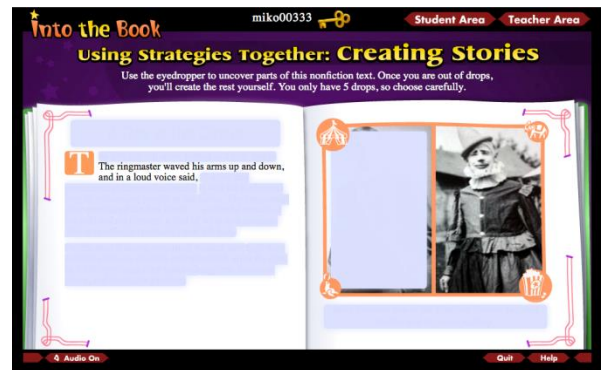 Into the Book
miko00333
Student Area
Teacher Area
Using Strategies Together: Creating Stories
Use the eyedropper to uncover parts of this nonfiction text. Once you are out of drops,
you'll create the rest yourself. You only have 5 drops, so choose carefully.
The ringmaster waved his arms up and down,
and in a loud voice said,
Audio On
Quit
Help